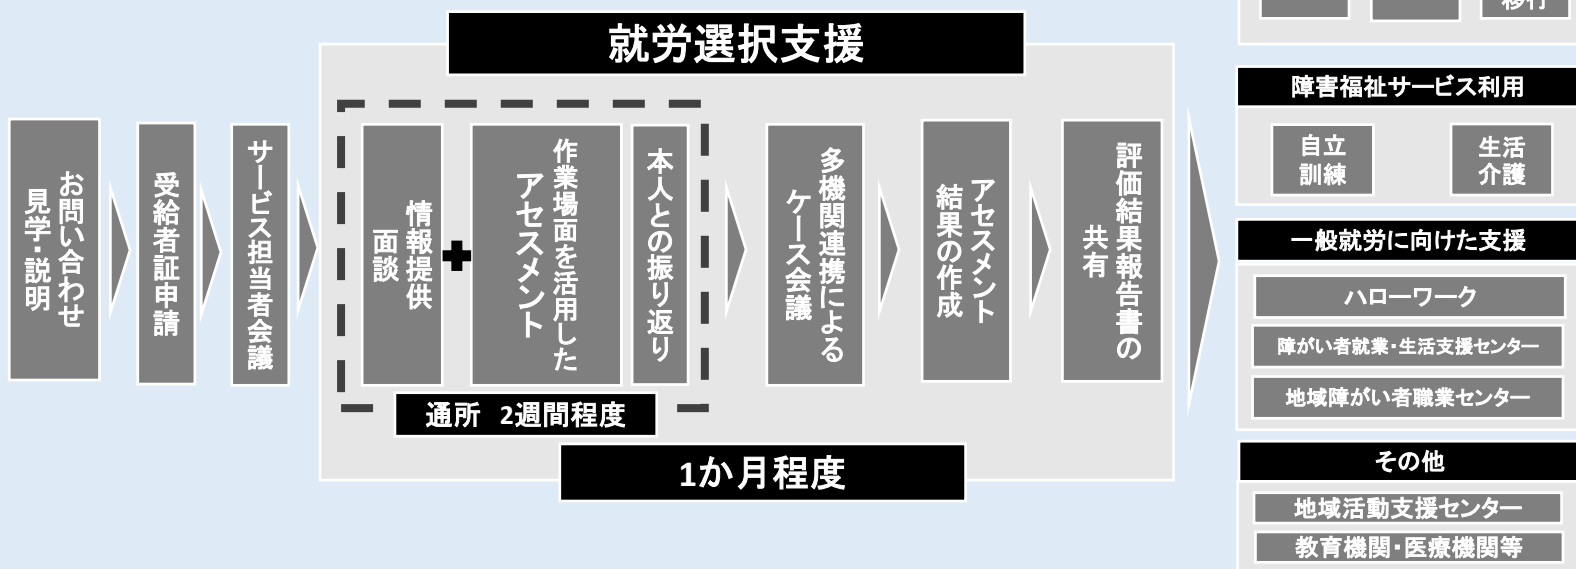 就労選択支援
お問い合わせ
見学・説明
受給者証申請
サービス担当者会議
情報提供
面談
作業場面を活用した
アセスメント
本人との振り返り
通所 2週間程度
多機関連携による
ケース会議
アセスメント
結果の作成
評価結果報告書の
共有
1か月程度
移行
障害福祉サービス利用
自立
訓練
生活
介護
一般就労に向けた支援
ハローワーク
障がい者就業・生活支援センター
地域障がい者職業センター
その他
地域活動支援センター
教育機関・医療機関等